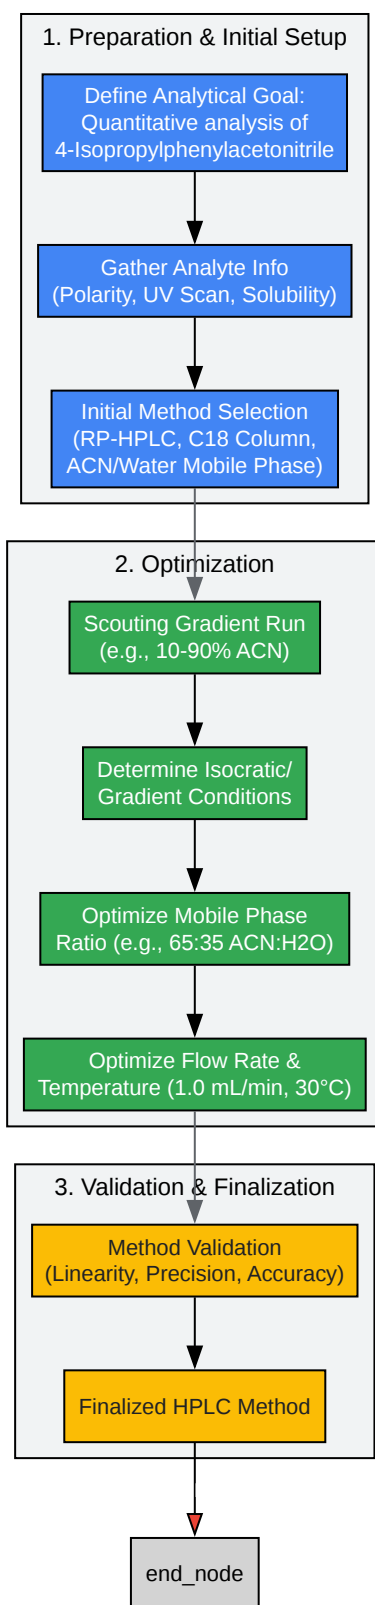 1. Preparation & Initial Setup
Define Analytical Goal:
Quantitative analysis of
4-Isopropylphenylacetonitrile
Gather Analyte Info
(Polarity, UV Scan, Solubility)
Initial Method Selection
(RP-HPLC, C18 Column,
ACN/Water Mobile Phase)
2. Optimization
Scouting Gradient Run
(e.g., 10-90% ACN)
Determine Isocratic/
Gradient Conditions
Optimize Mobile Phase
Ratio (e.g., 65:35 ACN:H2O)
Optimize Flow Rate &
Temperature (1.0 mL/min, 30°C)
3. Validation & Finalization
Method Validation
(Linearity, Precision, Accuracy)
Finalized HPLC Method
end_node